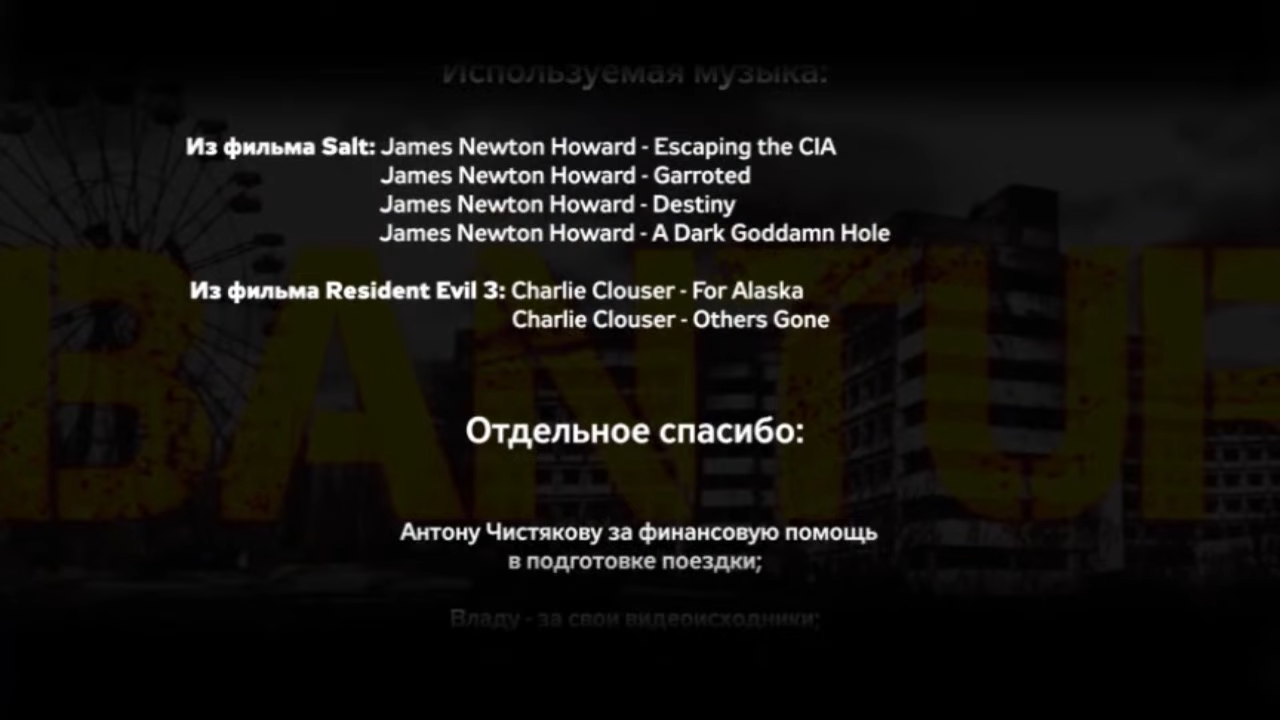 Используемая музыка:
Из фильма Salt: James Newton Howard - Escaping the CIA
James Newton Howard - Garroted
James Newton Howard - Destiny
James Newton Howard - A Dark Goddamn Hole
Из фильма Resident Evil 3: Charlie Clouser - For Alaska
Charlie Clouser - Others Gone
BANTUR
Отдельное спасибо:
Антону Чистякову за финансовую помощь
в подготовке поездки;
Владу - за свои видеоисходники;